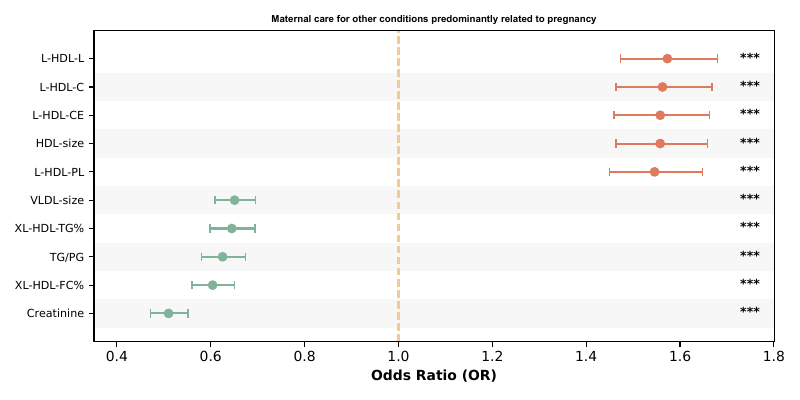 Maternal care for other conditions predominantly related to pregnancy
L-HDL-L ***
L-HDL-C ***
L-HDL-CE ***
HDL-size ***
L-HDL-PL ***
VLDL-size ***
XL-HDL-TG% ***
TG/PG ***
XL-HDL-FC% ***
Creatinine ***
0.4 0.6 0.8 1.0 1.2 1.4 1.6 1.8
Odds Ratio (OR)